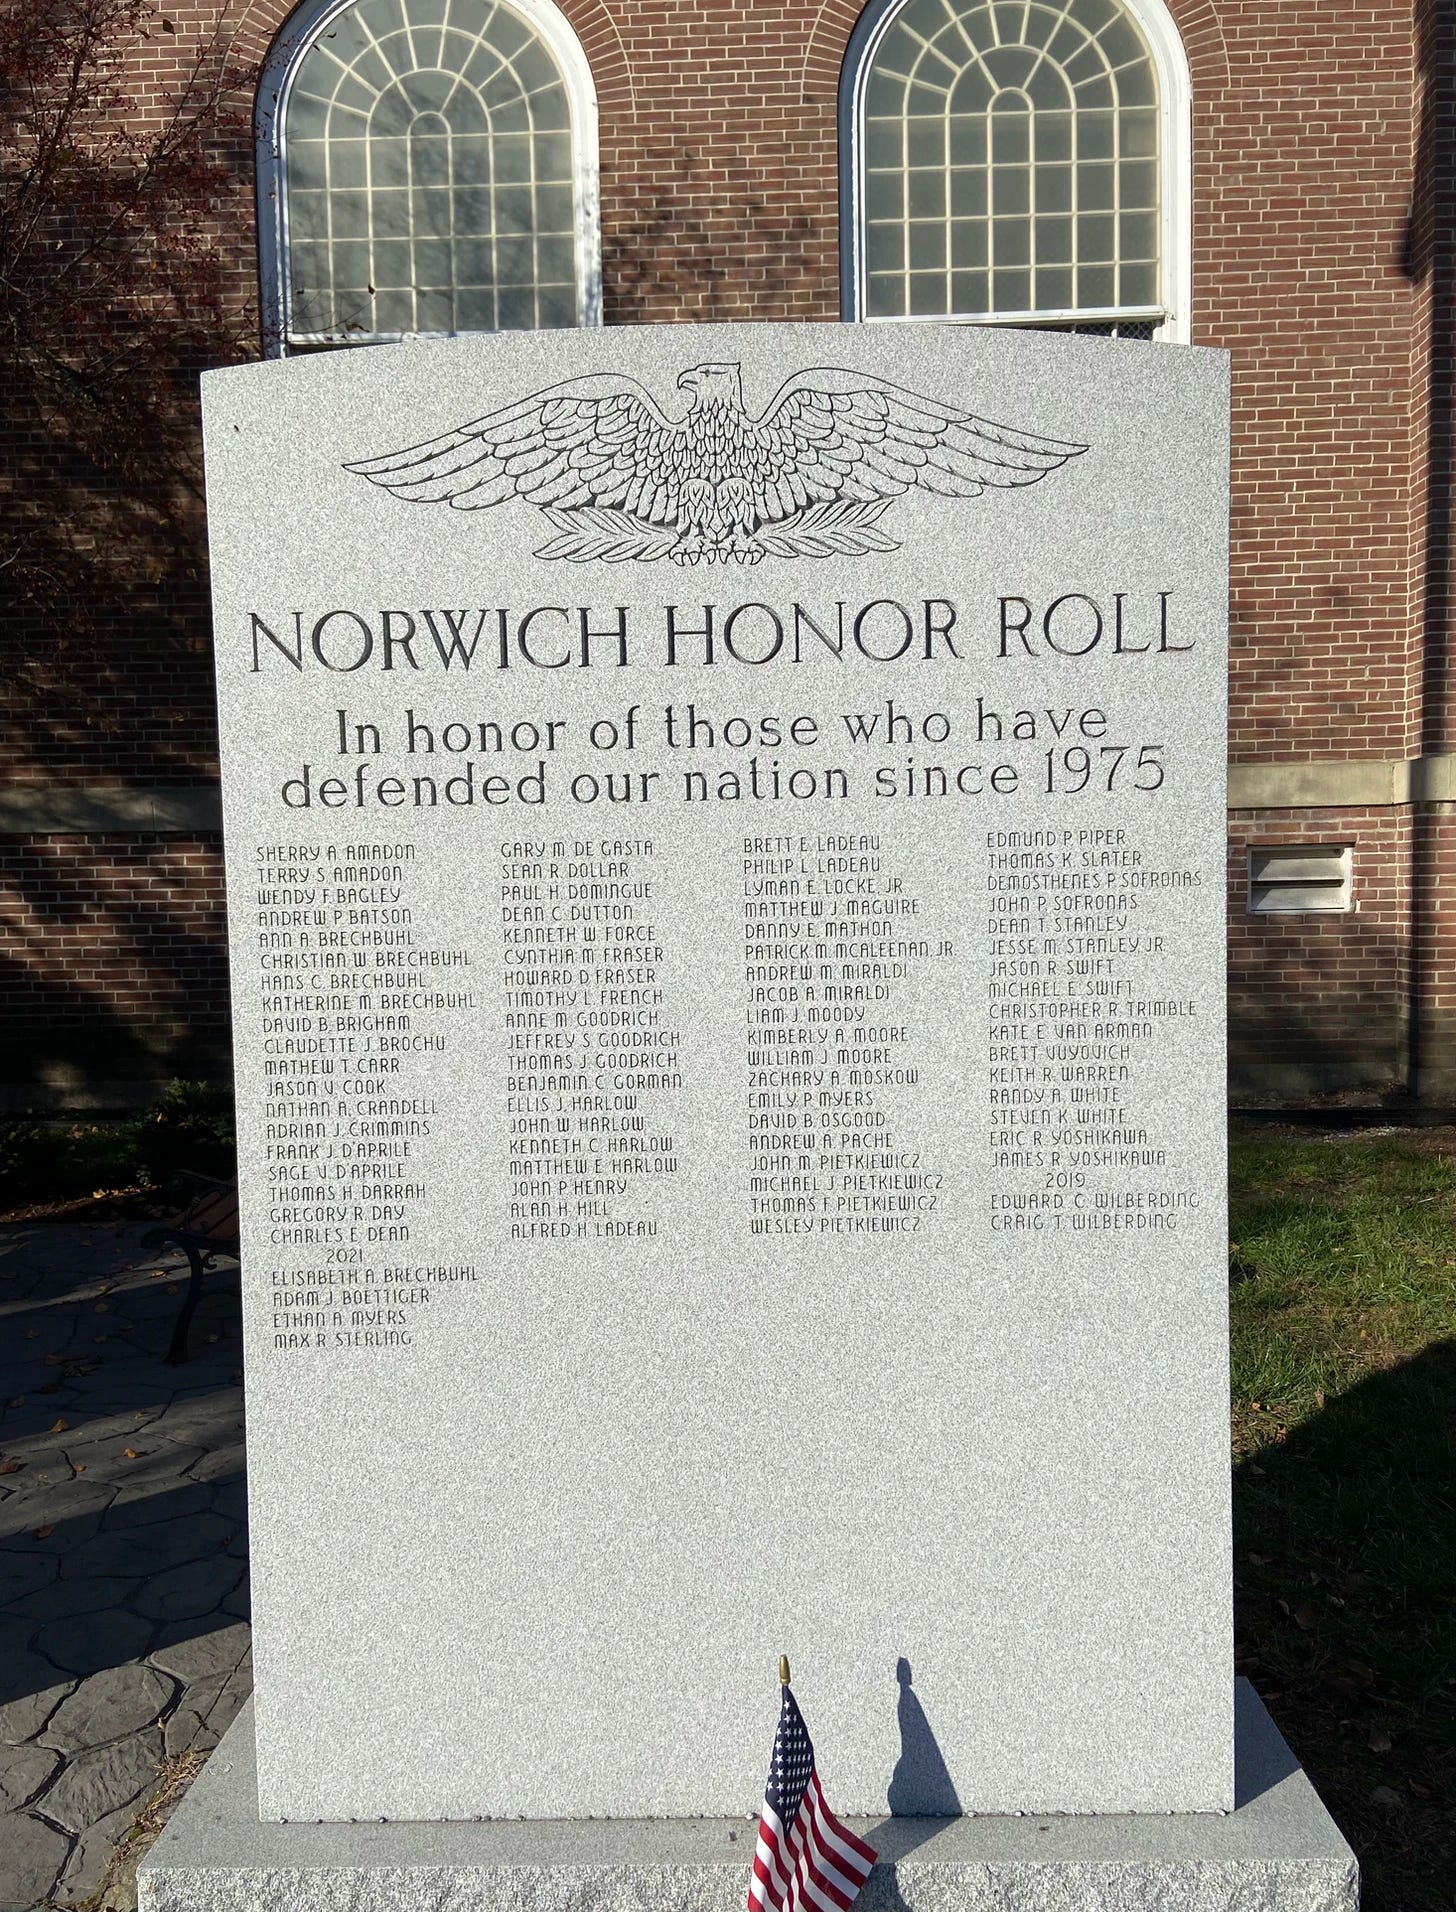 NORWICH HONOR ROLL
In honor of those who have
defended our nation since 1975
SHERRY A. AMADON
TERRY S. AMADON
WENDY F. BAGLEY
ANDREW P. BATSON
ANN A. BRECHBUHL
CHRISTIAN W. BRECHBUHL
HANS C. BRECHBUHL
KATHERINE M. BRECHBUHL
DAVID B. BRIGHAM
CLAUDETTE J. BROCHU
MATHEW T. CARR
JASON V. COOK
NATHAN A. CRANDELL
ADRIAN J. CRIMMINS
FRANK J. D'APRILE
SAGE V. D'APRILE
THOMAS H. DARRAH
GREGORY R. DAY
CHARLES E. DEAN
2021
ELISABETH A. BRECHBUHL
ADAM J. BOETTIGER
ETHAN A. MYERS
MAX R. STERLING
GARY M. DE GASTA
SEAN R. DOLLAR
PAUL H. DOMINGUE
DEAN C. DUTTON
KENNETH W. FORCE
CYNTHIA M. FRASER
HOWARD D. FRASER
TIMOTHY L. FRENCH
ANNE M. GOODRICH
JEFFREY S. GOODRICH
THOMAS J. GOODRICH
BENJAMIN C. GORMAN
ELLIS J. HARLOW
JOHN W. HARLOW
KENNETH C. HARLOW
MATTHEW E. HARLOW
JOHN P. HENRY
ALAN H. HILL
ALFRED H. LADEAU
BRETT E. LADEAU
PHILIP L. LADEAU
LYMAN E. LOCKE, JR.
MATTHEW J. MAGUIRE
DANNY E. MATHON
PATRICK M. MCALEENAN, JR.
ANDREW M. MIRALDI
JACOB A. MIRALDI
LIAM J. MOODY
KIMBERLY A. MOORE
WILLIAM J. MOORE
ZACHARY A. MOSKOW
EMILY P. MYERS
DAVID B. OSGOOD
ANDREW A. PACHE
JOHN M. PIETKIEWICZ
MICHAEL J. PIETKIEWICZ
THOMAS F. PIETKIEWICZ
WESLEY PIETKIEWICZ
EDMUND P. PIPER
THOMAS K. SLATER
DEMOSTHENES P. SOFRONAS
JOHN P. SOFRONAS
DEAN T. STANLEY
JESSE M. STANLEY, JR.
JASON R. SWIFT
MICHAEL E. SWIFT
CHRISTOPHER R. TRIMBLE
KATE E. VAN ARMAN
BRETT VUYOVICH
KEITH R. WARREN
RANDY A. WHITE
STEVEN K. WHITE
ERIC R. YOSHIKAWA
JAMES R. YOSHIKAWA
2019
EDWARD C. WILBERDING
CRAIG T. WILBERDING